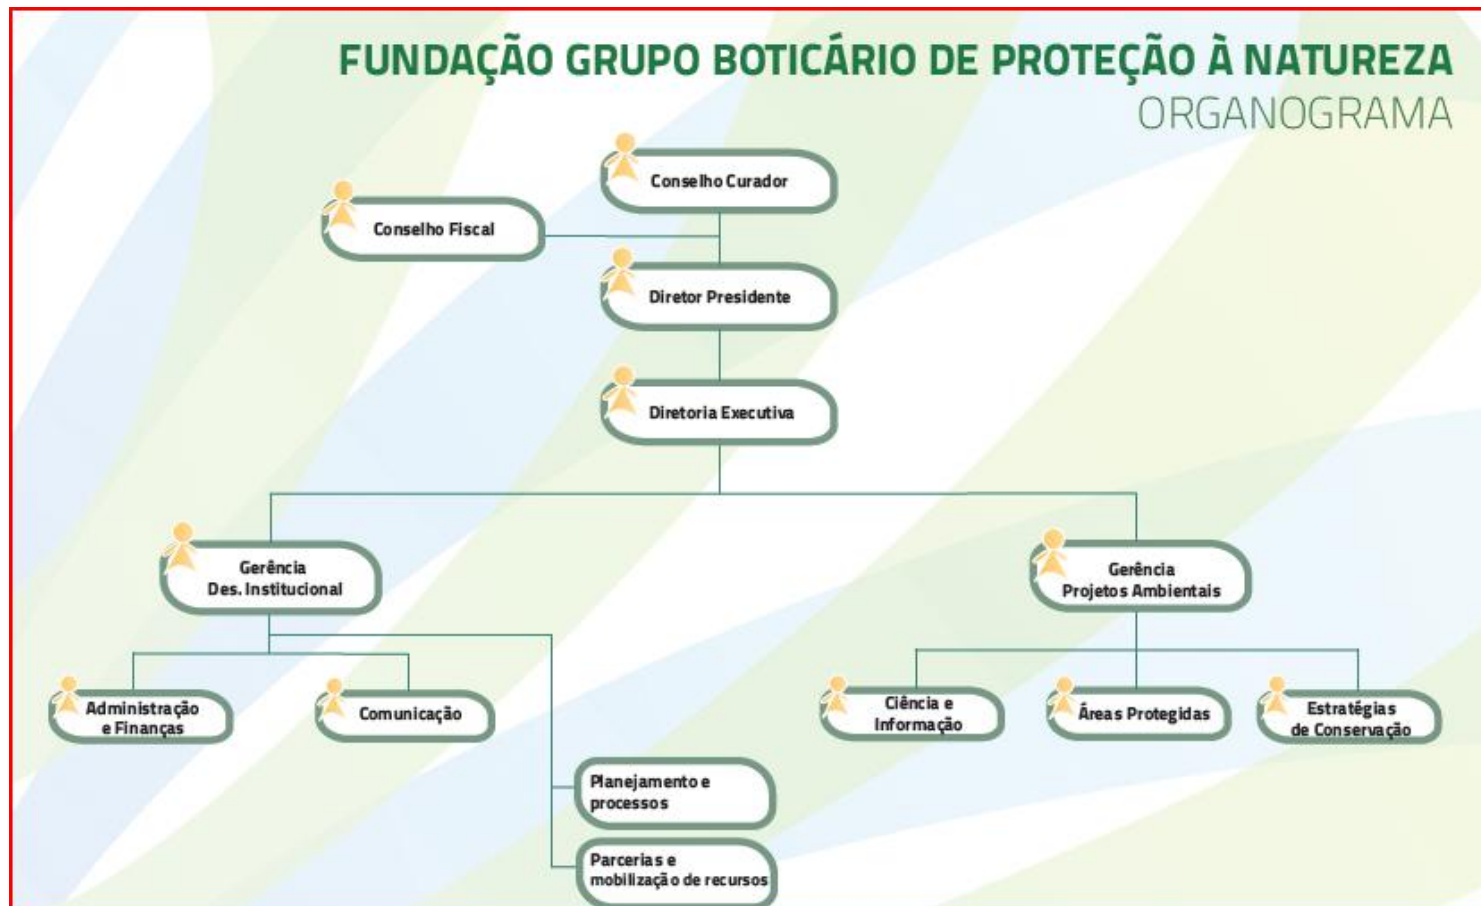 FUNDAÇÃO GRUPO BOTICÁRIO DE PROTEÇÃO À NATUREZA
ORGANOGRAMA
Conselho Curador
Conselho Fiscal
Diretor Presidente
Diretoria Executiva
Gerência
Des. Institucional
Gerência
Projetos Ambientais
Administração
e Finanças
Comunicação
Ciência e
Informação
Áreas Protegidas
Estratégias
de Conservação
Planejamento e
processos
Parcerias e
mobilização de recursos